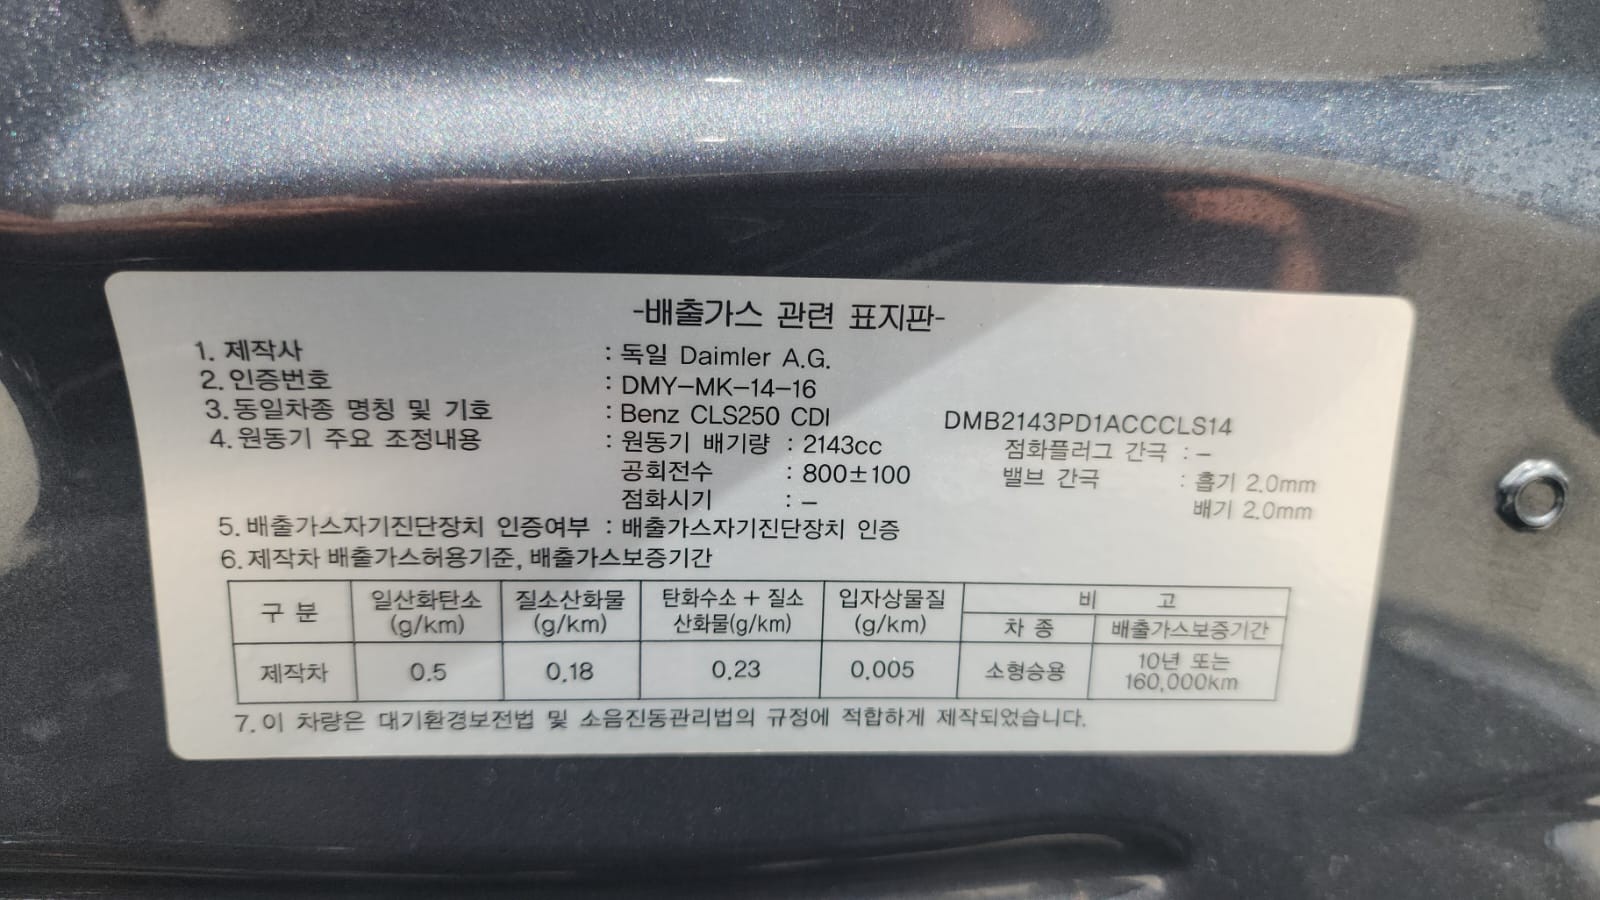 -배출가스 관련 표지판-
1. 제작사 : 독일 Daimler A.G.
2. 인증번호 : DMY-MK-14-16
3. 동일차종 명칭 및 기호 : Benz CLS250 CDI DMB2143PD1ACCCLS14
4. 원동기 주요 조정내용 : 원동기 배기량 : 2143cc 점화플러그 간극 : -
공회전수 : 800±100 밸브 간극 : 흡기 2.0mm
점화시기 : - 배기 2.0mm
5. 배출가스자기진단장치 인증여부 : 배출가스자기진단장치 인증
6. 제작차 배출가스허용기준, 배출가스보증기간
구 분 일산화탄소 (g/km) 질소산화물 (g/km) 탄화수소 + 질소산화물(g/km) 입자상물질 (g/km) 비 고
차 종 배출가스보증기간
제작차 0.5 0.18 0.23 0.005 소형승용 10년 또는 160,000km
7. 이 차량은 대기환경보전법 및 소음진동관리법의 규정에 적합하게 제작되었습니다.